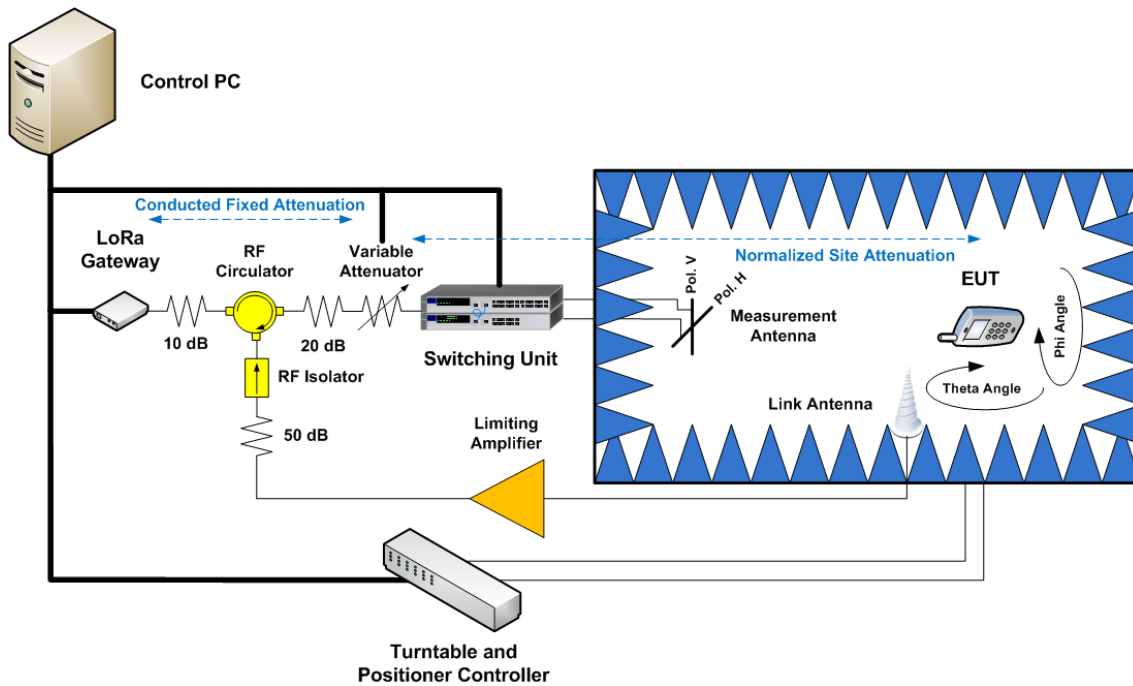 Control PC
Conducted Fixed Attenuation
LoRa
Gateway
RF
Circulator
Variable
Attenuator
10 dB
20 dB
Switching Unit
RF Isolator
50 dB
Limiting
Amplifier
Normalized Site Attenuation
Pol. V
Pol. H
Measurement
Antenna
EUT
Phi Angle
Theta Angle
Link Antenna
Turntable and
Positioner Controller